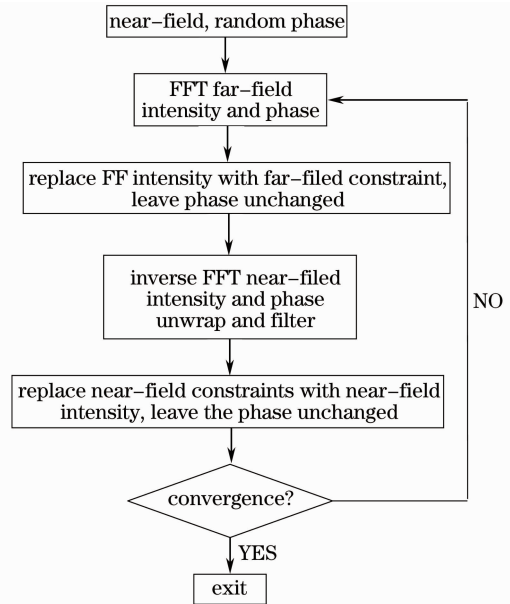 near-field, random phase
FFT far-field
intensity and phase
replace FF intensity with far-filed constraint,
leave phase unchanged
inverse FFT near-filed
intensity and phase
unwrap and filter
replace near-field constraints with near-field
intensity, leave the phase unchanged
convergence?
NO
YES
exit